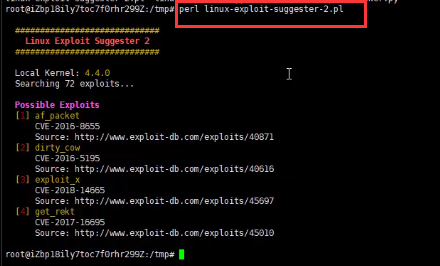 root@iZbp18ily7toc7f0rhr299Z:/tmp# perl linux-exploit-suggester-2.pl
#############################
Linux Exploit Suggester 2
#############################
Local Kernel: 4.4.0
Searching 72 exploits...
Possible Exploits
[1] af_packet
CVE-2016-8655
Source: http://www.exploit-db.com/exploits/40871
[2] dirty_cow
CVE-2016-5195
Source: http://www.exploit-db.com/exploits/40616
[3] exploit_x
CVE-2018-14665
Source: http://www.exploit-db.com/exploits/45697
[4] get_rekt
CVE-2017-16695
Source: http://www.exploit-db.com/exploits/45010
root@iZbp18ily7toc7f0rhr299Z:/tmp#